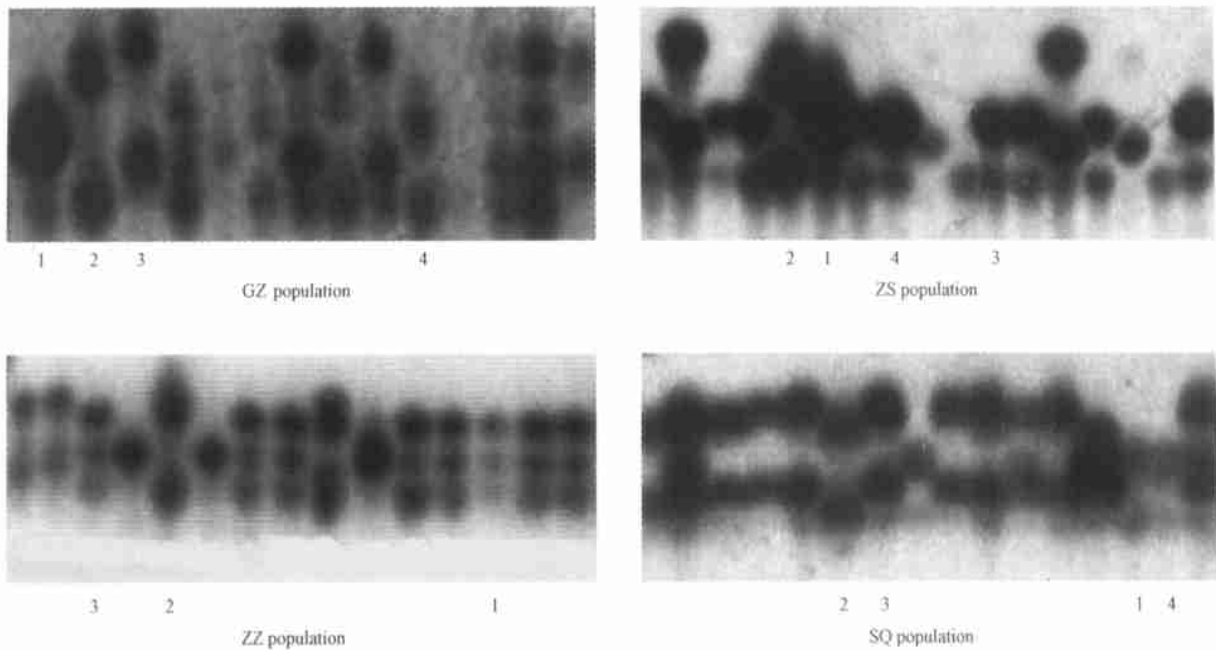 1 2 3 4
GZ population
2 1 4 3
ZS population
3 2 1
ZZ population
2 3 1 4
SQ population